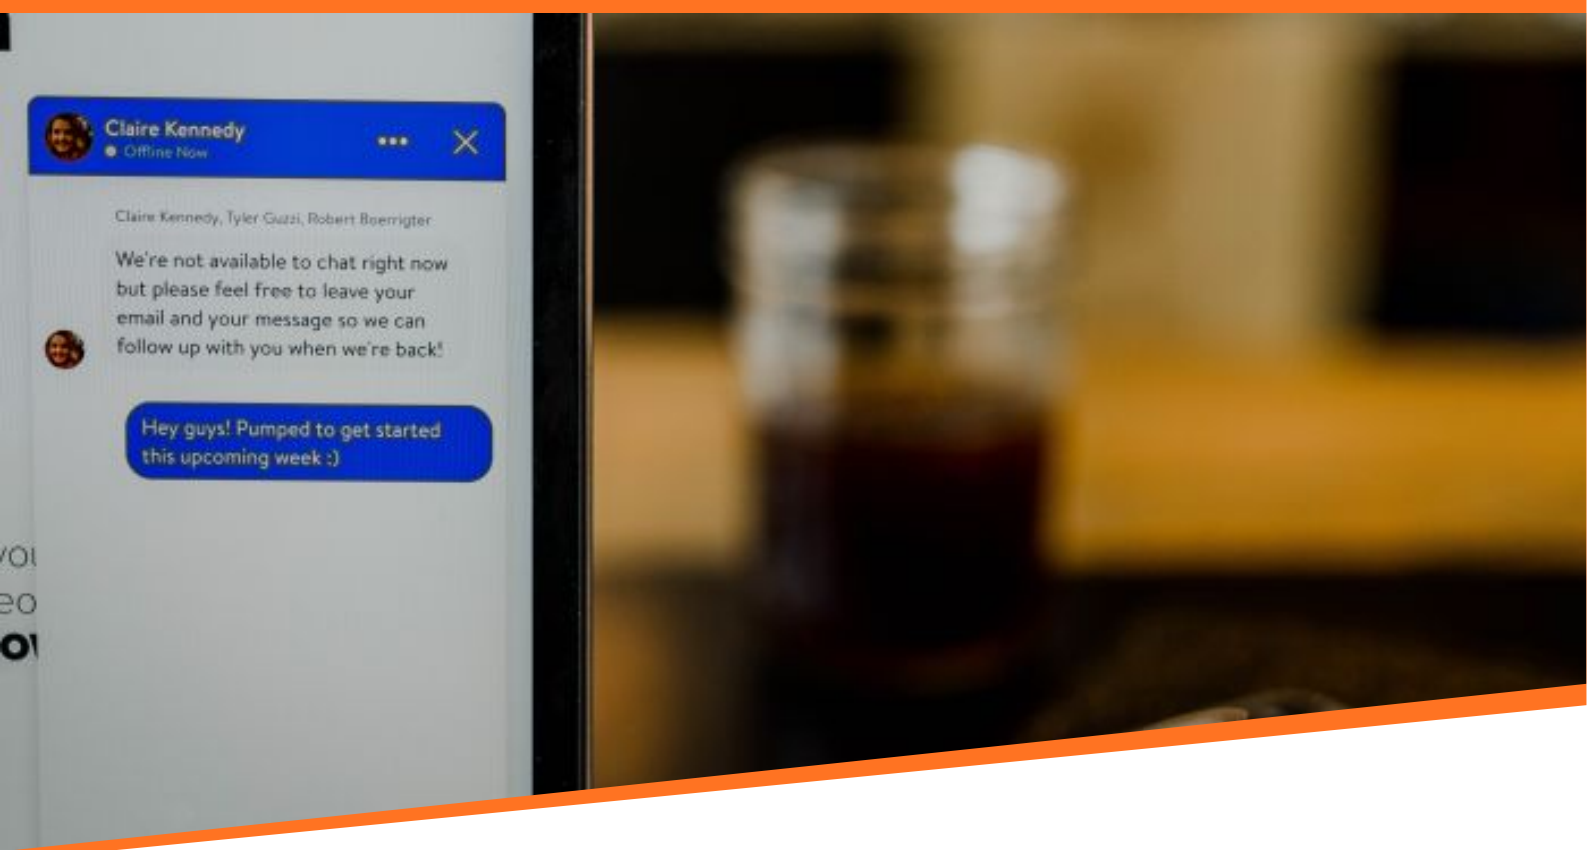 Claire Kennedy
Offline Now
Claire Kennedy, Tyler Guzzi, Robert Boerrigter
We're not available to chat right now
but please feel free to leave your
email and your message so we can
follow up with you when we're back!
Hey guys! Pumped to get started
this upcoming week :)